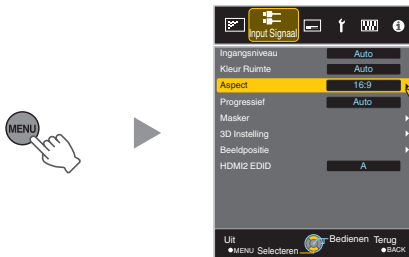 MENU
Input Signaal
Ingangsniveau Auto
Kleur Ruimte Auto
Aspect 16:9
Progressief Auto
Masker
3D Instelling
Beeldpositie
HDMI2 EDID A
Uit Bedienen Terug
●MENU Selecteren ●BACK